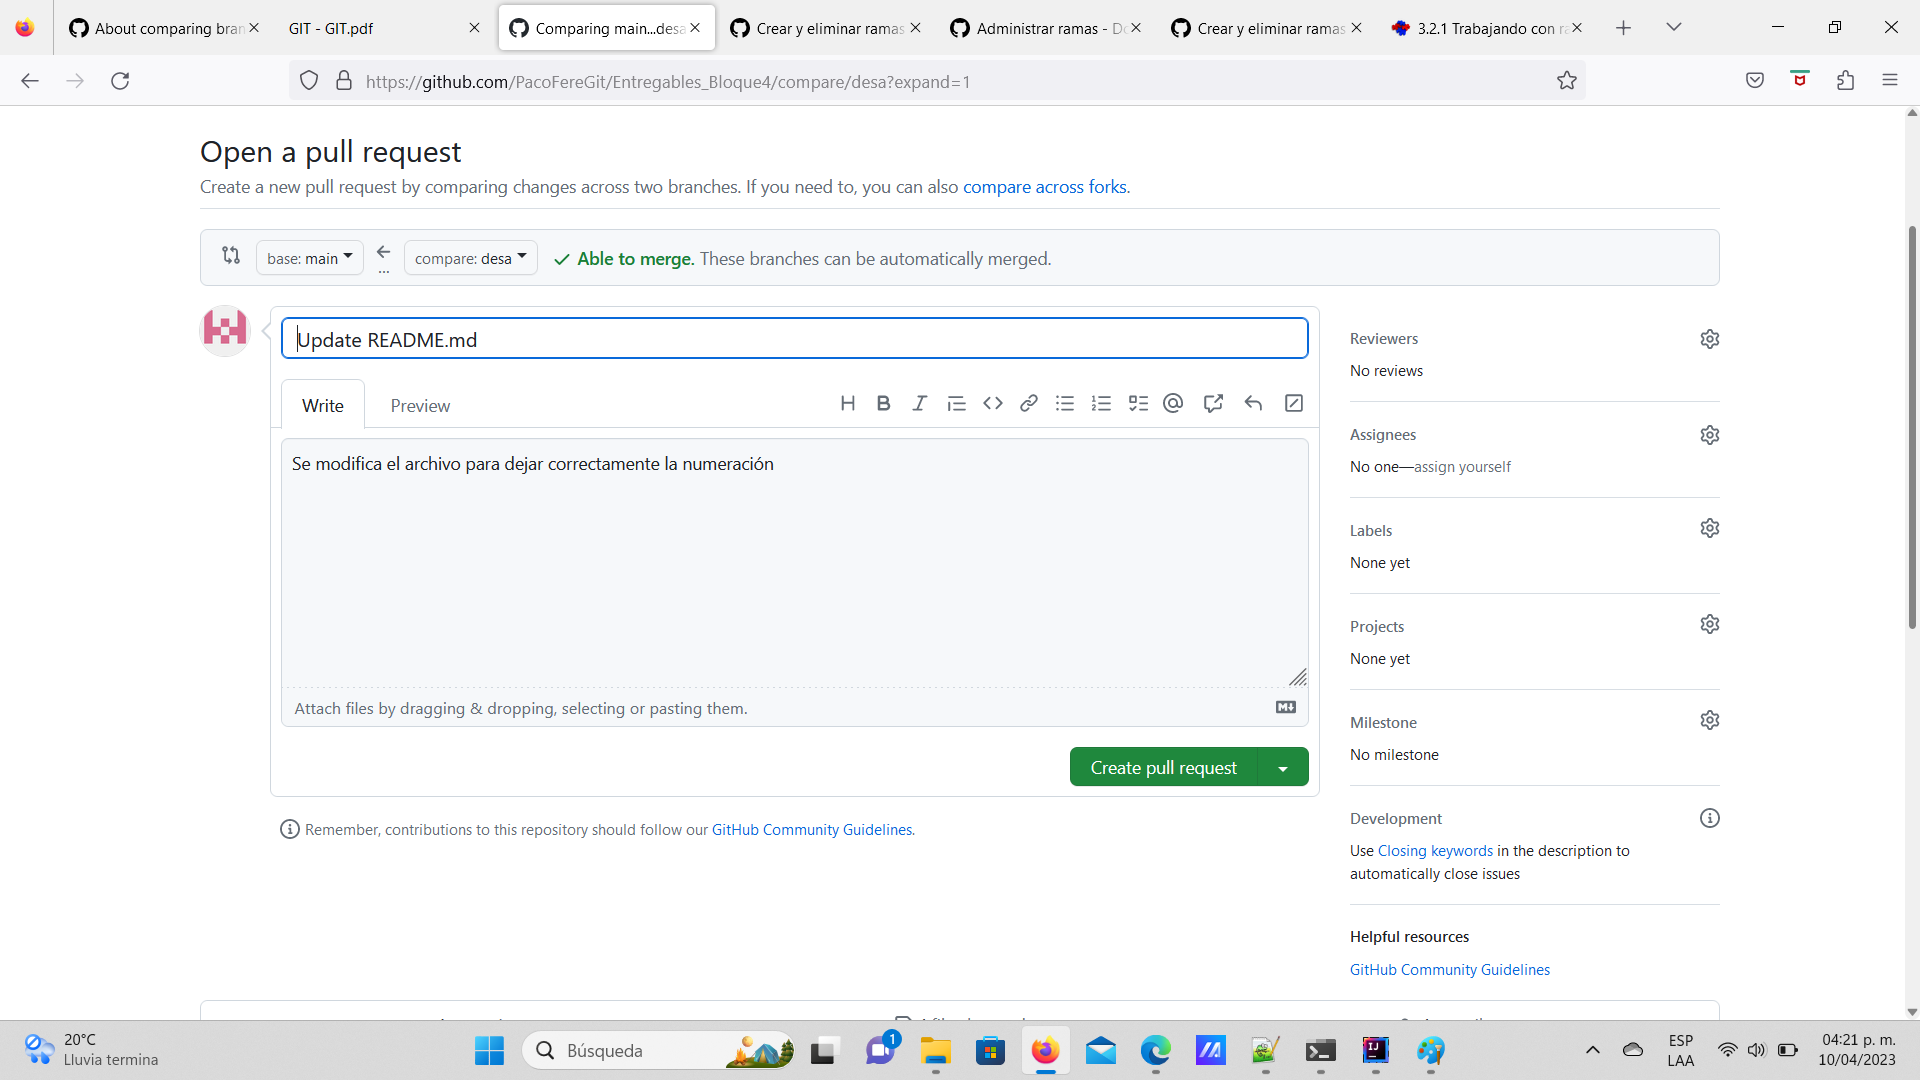 About comparing bran
GIT - GIT.pdf
Comparing main...desa
Crear y eliminar ramas
Administrar ramas - Do
Crear y eliminar ramas
3.2.1 Trabajando con ra
https://github.com/PacoFereGit/Entregables_Bloque4/compare/desa?expand=1
Open a pull request
Create a new pull request by comparing changes across two branches. If you need to, you can also compare across forks.
base: main
...
compare: desa
Able to merge. These branches can be automatically merged.
Update README.md
Write
Preview
Se modifica el archivo para dejar correctamente la numeración
Attach files by dragging & dropping, selecting or pasting them.
Create pull request
Remember, contributions to this repository should follow our GitHub Community Guidelines.
Reviewers
No reviews
Assignees
No one—assign yourself
Labels
None yet
Projects
None yet
Milestone
No milestone
Development
Use Closing keywords in the description to
automatically close issues
Helpful resources
GitHub Community Guidelines
20°C
Lluvia termina
Búsqueda
1
ESP
LAA
04:21 p. m.
10/04/2023